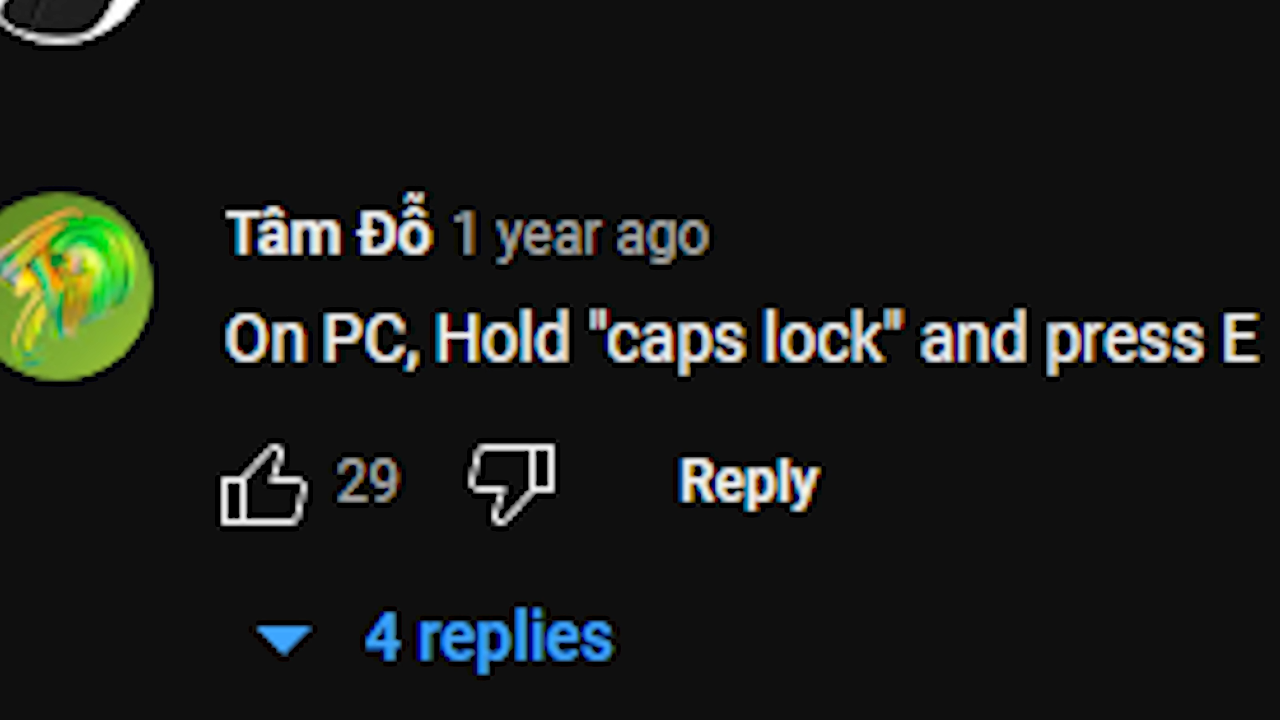 Tâm Đỗ 1 year ago
On PC, Hold "caps lock" and press E
29 Reply
4 replies